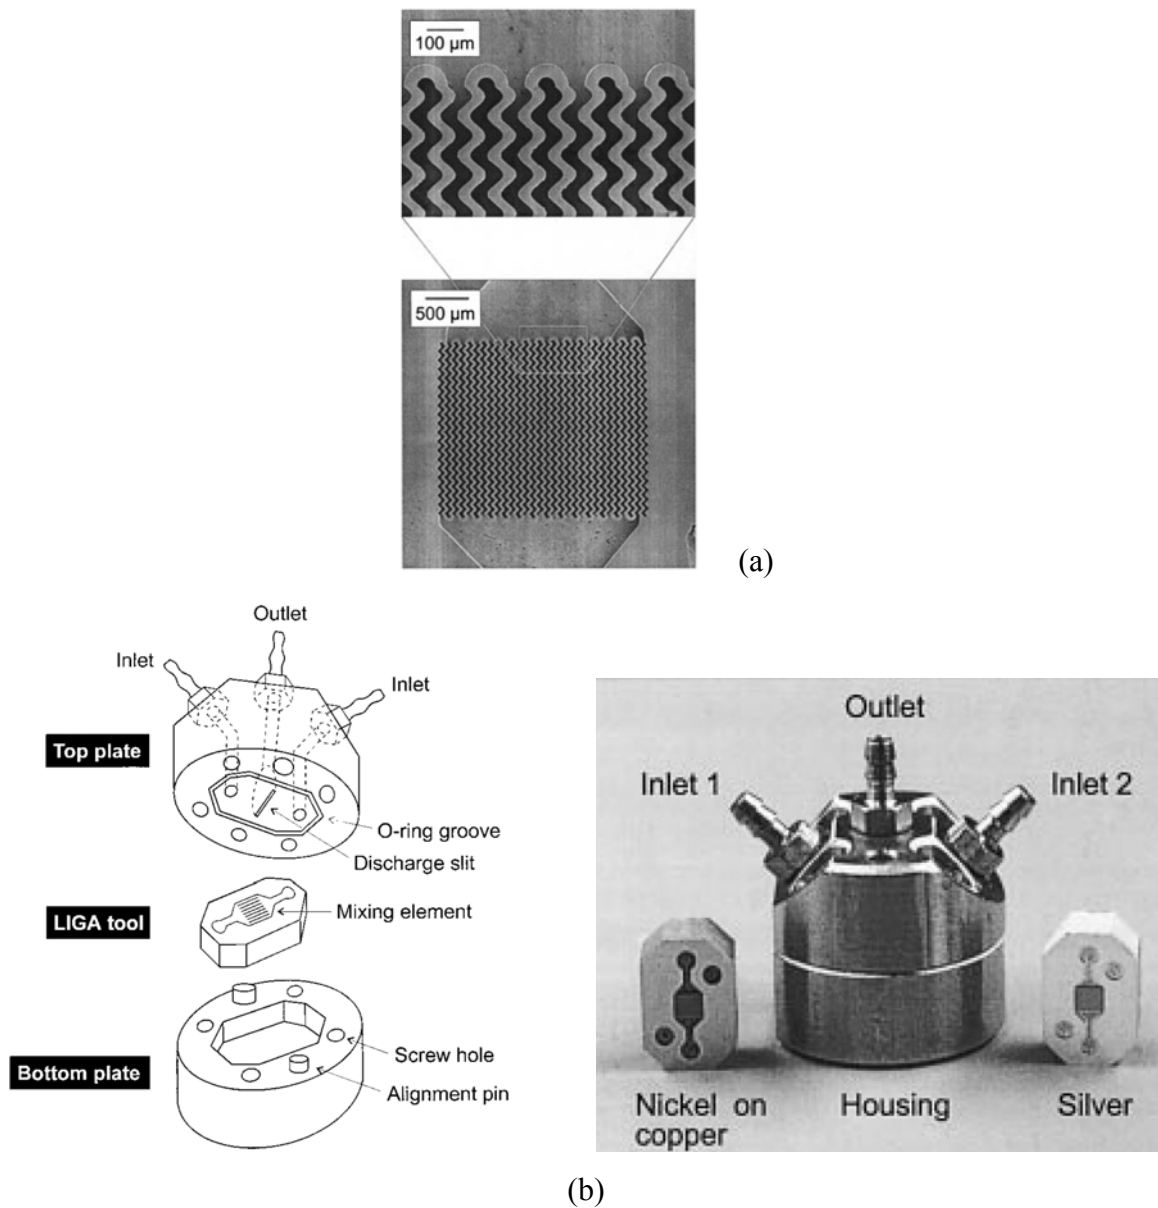 100 µm
500 µm
(a)
Outlet
Inlet
Inlet
Top plate
O-ring groove
Discharge slit
LIGA tool
Mixing element
Screw hole
Bottom plate
Alignment pin
Outlet
Inlet 1
Inlet 2
Nickel on
copper
Housing
Silver
(b)